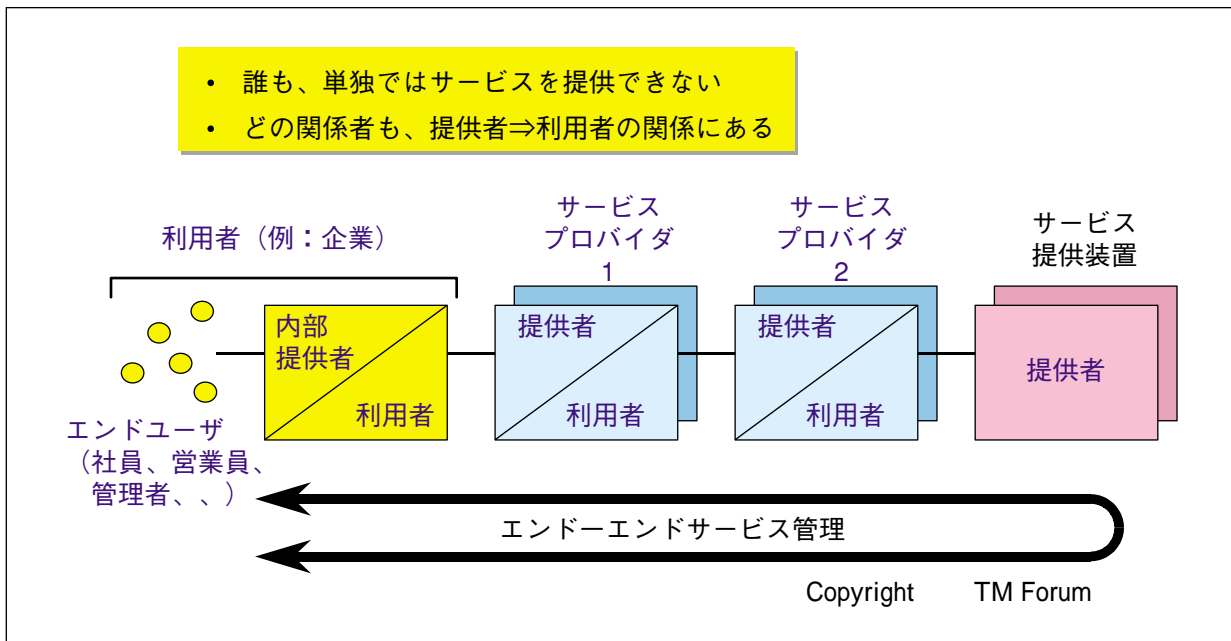 • 誰も、単独ではサービスを提供できない
• どの関係者も、提供者⇒利用者の関係にある
利用者（例：企業）
サービス
プロバイダ
1
サービス
プロバイダ
2
サービス
提供装置
内部
提供者
利用者
提供者
利用者
提供者
利用者
提供者
エンドユーザ
（社員、営業員、
管理者、、）
エンドーエンドサービス管理
Copyright TM Forum